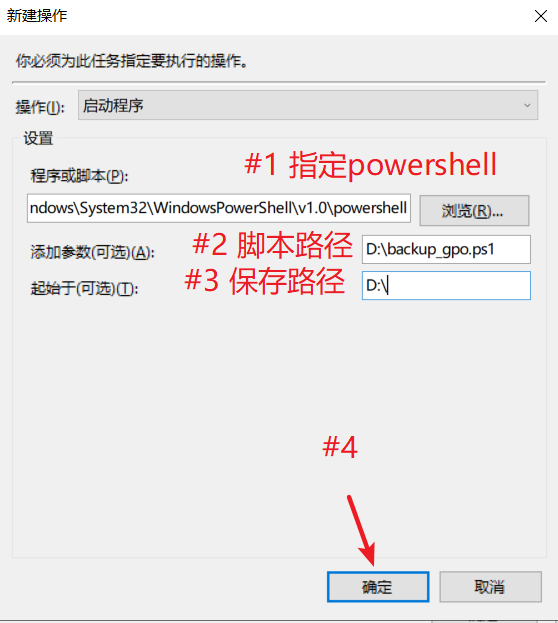 新建操作
你必须为此任务指定要执行的操作。
操作(I):
启动程序
设置
#1 指定powershell
程序或脚本(P):
ndows\System32\WindowsPowerShell\v1.0\powershell
浏览(R)...
添加参数(可选)(A):
#2 脚本路径
D:\backup_gpo.ps1
起始于(可选)(T):
#3 保存路径
D:\
#4
确定
取消